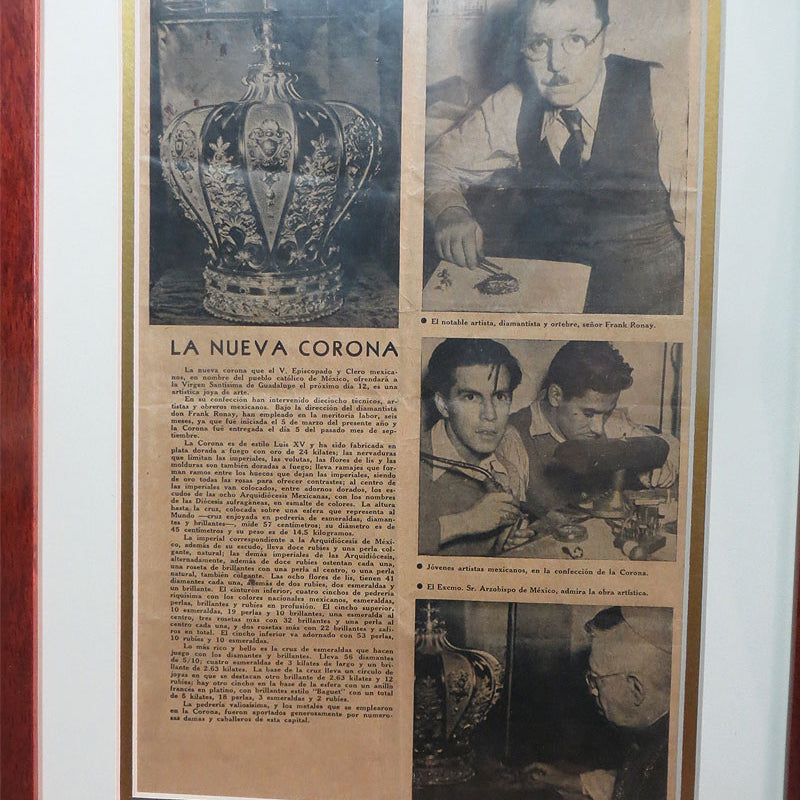 LA NUEVA CORONA
La nueva corona que el V. Episcopado y Clero mexica-
nos, en nombre del pueblo católico de México, ofrendará a
la Virgen Santísima de Guadalupe el próximo día 12, es una
artística joya de arte.
En su confección han intervenido dieciocho técnicos, ar-
tistas y obreros mexicanos. Bajo la dirección del diamantista
don Frank Ronay, han empleado en la meritoria labor, seis
meses, ya que fué iniciada el 5 de marzo del presente año y
la Corona fué entregada el día 5 del pasado mes de sep-
tiembre.
La Corona es de estilo Luis XV y ha sido fabricada en
plata dorada a fuego con oro de 24 kilates; las nervaduras
que limitan las imperiales, las volutas, las flores de lis y las
molduras son también doradas a fuego; lleva ramajes que for-
man ramos entre los huecos que dejan las imperiales, siendo
de oro todas las rosas para ofrecer contrastes; al centro de
las imperiales van colocados, entre adornos dorados, los es-
cudos de las ocho Arquidiócesis Mexicanas, con los nombres
de las Diócesis sufragáneas, en esmalte de colores. La altura
hasta la cruz, colocada sobre una esfera que representa al
Mundo —cruz enjoyada en pedrería de esmeraldas, diaman-
tes y brillantes—, mide 57 centímetros; su diámetro es de
45 centímetros y su peso es de 14.5 kilogramos.
La imperial correspondiente a la Arquidiócesis de Méxi-
co, además de su escudo, lleva doce rubíes y una perla col-
gante, natural; las demás imperiales de las Arquidiócesis,
alternadamente, además de doce rubíes ostentan cada una,
una roseta de brillantes con una perla al centro, o una perla
natural, también colgante. Las ocho flores de lis, tienen 41
diamantes cada una, además de dos rubíes, dos esmeraldas y
un brillante. El cinturón inferior, cuatro cinchos de pedrería
riquísima con los colores nacionales mexicanos, esmeraldas,
perlas, brillantes y rubíes en profusión. El cincho superior,
10 esmeraldas, 19 perlas y 10 brillantes, una esmeralda al
centro, tres rosetas más con 32 brillantes y una perla al
centro cada una, y dos rosetas más con 22 brillantes y zafi-
ros en total. El cincho inferior va adornado con 53 perlas,
10 rubíes y 10 esmeraldas.
Lo más rico y bello es la cruz de esmeraldas que hacen
juego con los diamantes y brillantes. Lleva 56 diamantes
de 5/10; cuatro esmeraldas de 3 kilates de largo y un bri-
llante de 2.63 kilates. La base de la cruz lleva un círculo de
joyas en que se destacan otro brillante de 2.63 kilates y 12
rubíes; hay otro cincho en la base de la esfera con un anillo
francés en platino, con brillantes estilo "Baguet" con un total
de 5 kilates, 18 perlas, 3 esmeraldas y 2 rubíes.
La pedrería valiosísima, y los metales que se emplearon
en la Corona, fueron aportados generosamente por numero-
sas damas y caballeros de esta capital.
● El notable artista, diamantista y orfebre, señor Frank Ronay.
● Jóvenes artistas mexicanos, en la confección de la Corona.
● El Excmo. Sr. Arzobispo de México, admira la obra artística.